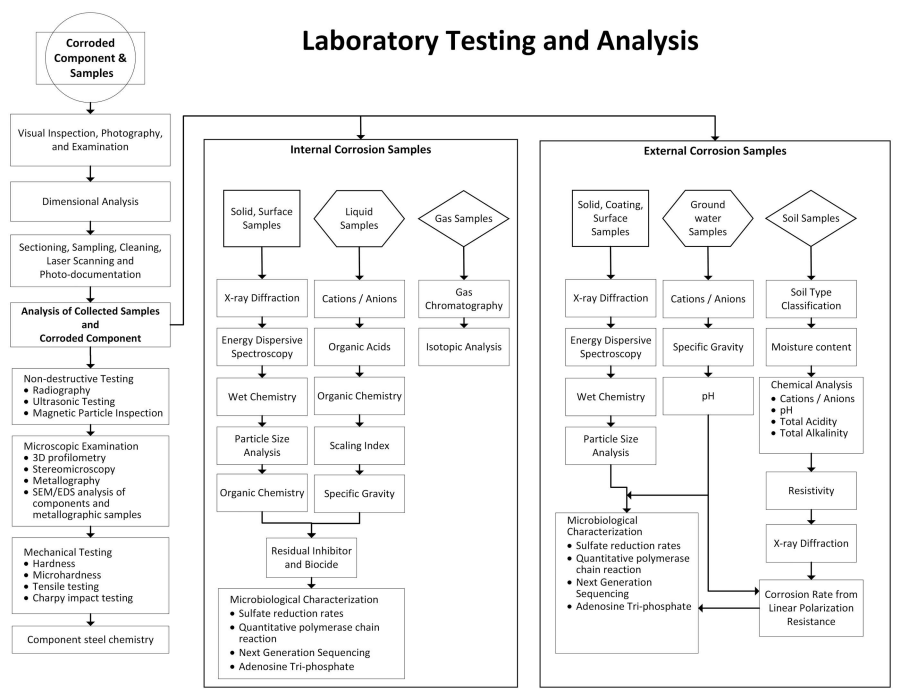 Laboratory Testing and Analysis
Corroded
Component &
Samples
Visual Inspection, Photography,
and Examination
Dimensional Analysis
Sectioning, Sampling, Cleaning,
Laser Scanning and
Photo-documentation
Analysis of Collected Samples
and
Corroded Component
Non-destructive Testing
• Radiography
• Ultrasonic Testing
• Magnetic Particle Inspection
Microscopic Examination
• 3D profilometry
• Stereomicroscopy
• Metallography
• SEM/EDS analysis of
components and
metallographic samples
Mechanical Testing
• Hardness
• Microhardness
• Tensile testing
• Charpy impact testing
Component steel chemistry
Internal Corrosion Samples
Solid, Surface
Samples
X-ray Diffraction
Energy Dispersive
Spectroscopy
Wet Chemistry
Particle Size
Analysis
Organic Chemistry
Liquid
Samples
Cations / Anions
Organic Acids
Organic Chemistry
Scaling Index
Specific Gravity
Gas Samples
Gas
Chromatography
Isotopic Analysis
Residual Inhibitor
and Biocide
Microbiological Characterization
• Sulfate reduction rates
• Quantitative polymerase chain
reaction
• Next Generation Sequencing
• Adenosine Tri-phosphate
External Corrosion Samples
Solid, Coating,
Surface
Samples
X-ray Diffraction
Energy Dispersive
Spectroscopy
Wet Chemistry
Particle Size
Analysis
Ground
water
Samples
Cations / Anions
Specific Gravity
pH
Soil Samples
Soil Type
Classification
Moisture content
Chemical Analysis
• Cations / Anions
• pH
• Total Acidity
• Total Alkalinity
Resistivity
X-ray Diffraction
Corrosion Rate from
Linear Polarization
Resistance
Microbiological
Characterization
• Sulfate reduction rates
• Quantitative polymerase
chain reaction
• Next Generation
Sequencing
• Adenosine Tri-phosphate